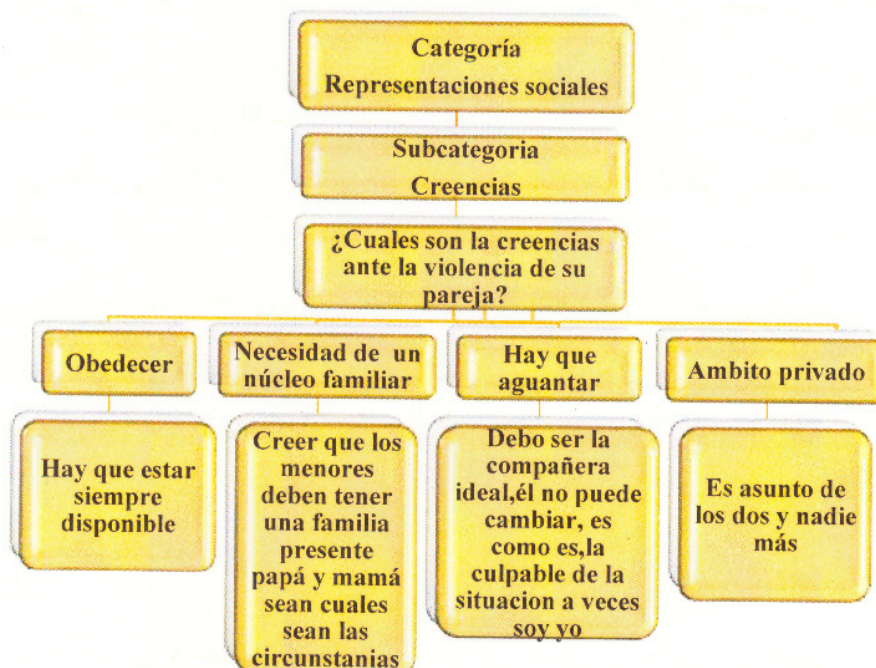 Categoría
Representaciones sociales
Subcategoria
Creencias
¿Cuales son la creencias
ante la violencia de su
pareja?
Obedecer
Necesidad de un
núcleo familiar
Hay que
aguantar
Ambito privado
Hay que estar
siempre
disponible
Creer que los
menores
deben tener
una familia
presente
papá y mamá
sean cuales
sean las
circunstanias
Debo ser la
compañera
ideal,él no puede
cambiar, es
como es,la
culpable de la
situacion a veces
soy yo
Es asunto de
los dos y nadie
más